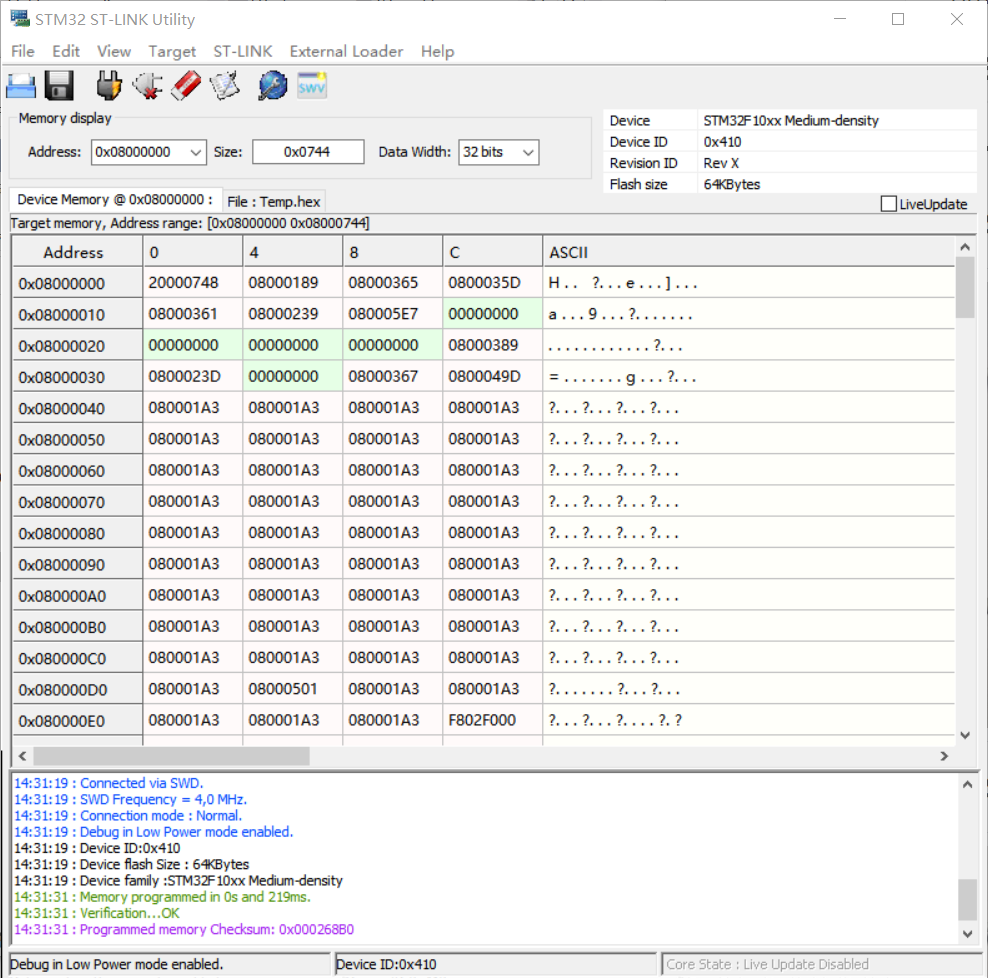 STM32 ST-LINK Utility
File Edit View Target ST-LINK External Loader Help
SWV
Memory display
Address: 0x08000000 Size: 0x0744 Data Width: 32 bits
Device STM32F10xx Medium-density
Device ID 0x410
Revision ID Rev X
Flash size 64KBytes
LiveUpdate
Device Memory @ 0x08000000 : File : Temp.hex
Target memory, Address range: [0x08000000 0x08000744]
Address 0 4 8 C ASCII
0x08000000 20000748 08000189 08000365 0800035D H.. ?...e...]...
0x08000010 08000361 08000239 080005E7 00000000 a...9...?.......
0x08000020 00000000 00000000 00000000 08000389 ............?...
0x08000030 0800023D 00000000 08000367 0800049D =.......g...?...
0x08000040 080001A3 080001A3 080001A3 080001A3 ?...?...?...?...
0x08000050 080001A3 080001A3 080001A3 080001A3 ?...?...?...?...
0x08000060 080001A3 080001A3 080001A3 080001A3 ?...?...?...?...
0x08000070 080001A3 080001A3 080001A3 080001A3 ?...?...?...?...
0x08000080 080001A3 080001A3 080001A3 080001A3 ?...?...?...?...
0x08000090 080001A3 080001A3 080001A3 080001A3 ?...?...?...?...
0x080000A0 080001A3 080001A3 080001A3 080001A3 ?...?...?...?...
0x080000B0 080001A3 080001A3 080001A3 080001A3 ?...?...?...?...
0x080000C0 080001A3 080001A3 080001A3 080001A3 ?...?...?...?...
0x080000D0 080001A3 08000501 080001A3 080001A3 ?.......?...?...
0x080000E0 080001A3 080001A3 080001A3 F802F000 ?...?...?....?.?
14:31:19 : Connected via SWD.
14:31:19 : SWD Frequency = 4,0 MHz.
14:31:19 : Connection mode : Normal.
14:31:19 : Debug in Low Power mode enabled.
14:31:19 : Device ID:0x410
14:31:19 : Device flash Size : 64KBytes
14:31:19 : Device family :STM32F10xx Medium-density
14:31:31 : Memory programmed in 0s and 219ms.
14:31:31 : Verification...OK
14:31:31 : Programmed memory Checksum: 0x000268B0
Debug in Low Power mode enabled. Device ID:0x410 Core State : Live Update Disabled